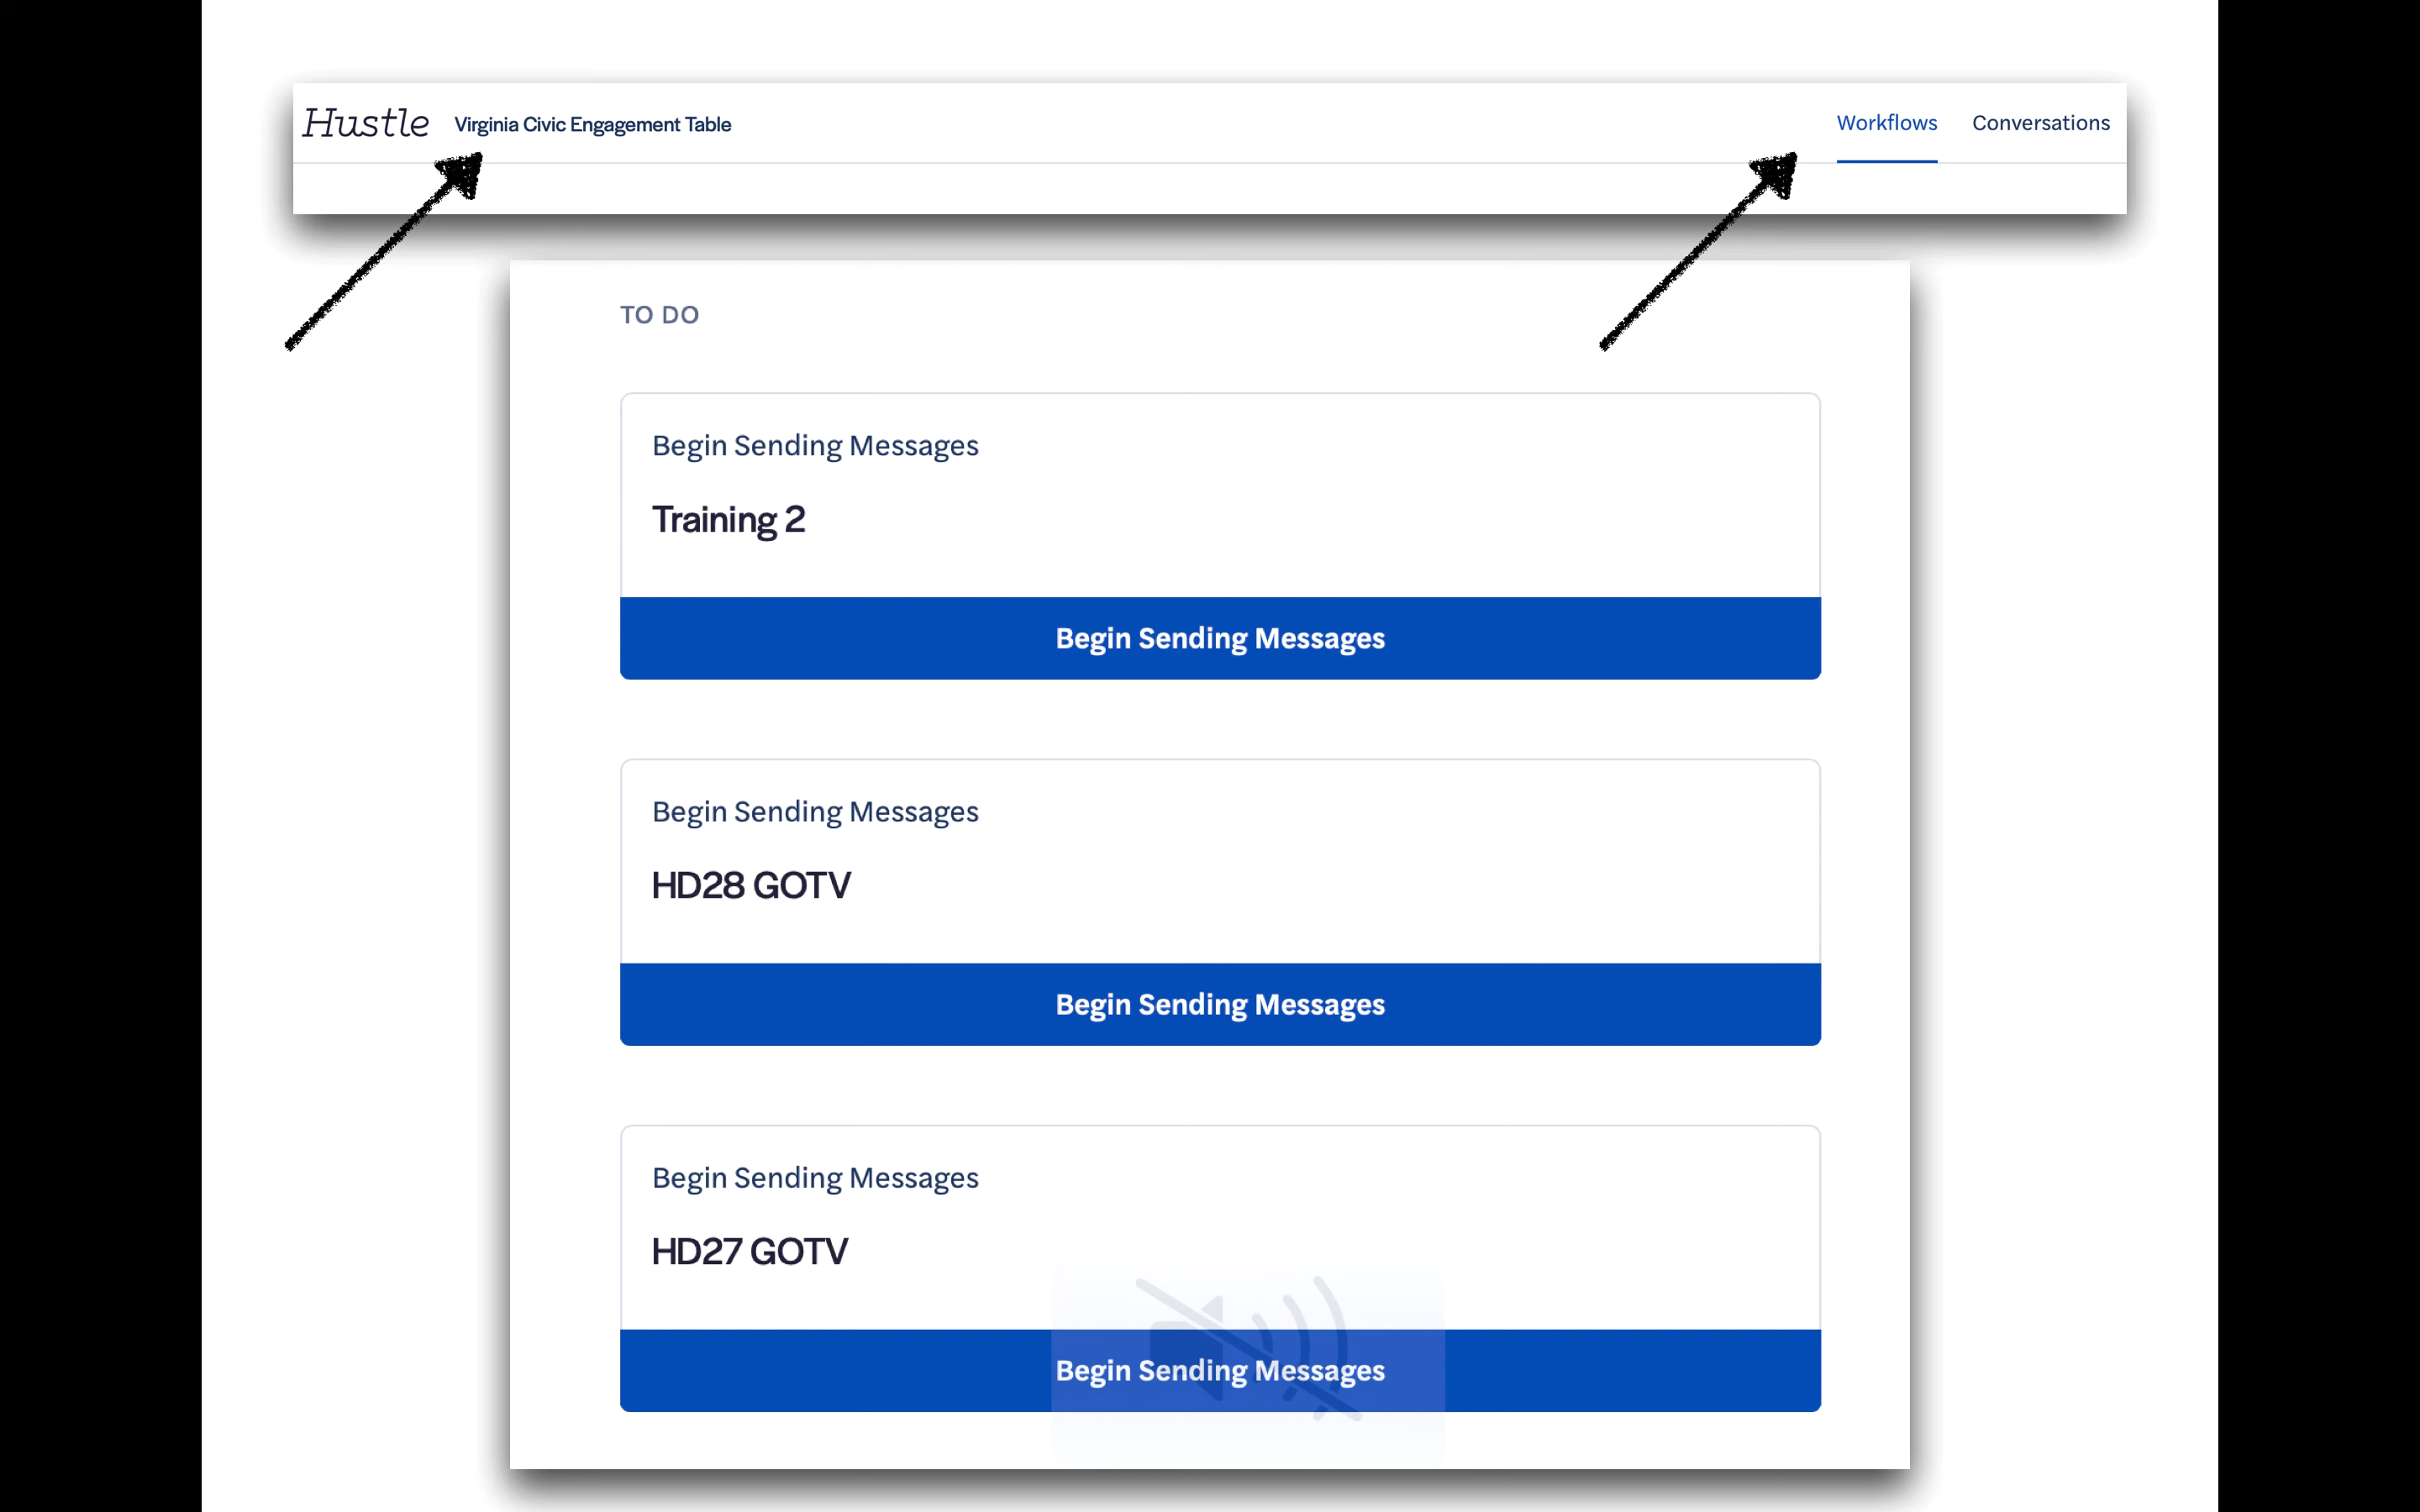 Hustle Virginia Civic Engagement Table Workflows Conversations
TO DO
Begin Sending Messages
Training 2
Begin Sending Messages
Begin Sending Messages
HD28 GOTV
Begin Sending Messages
Begin Sending Messages
HD27 GOTV
Begin Sending Messages